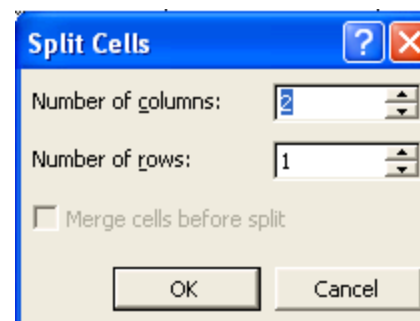 Split Cells ?
Number of columns: 2
Number of rows: 1
Merge cells before split
OK Cancel